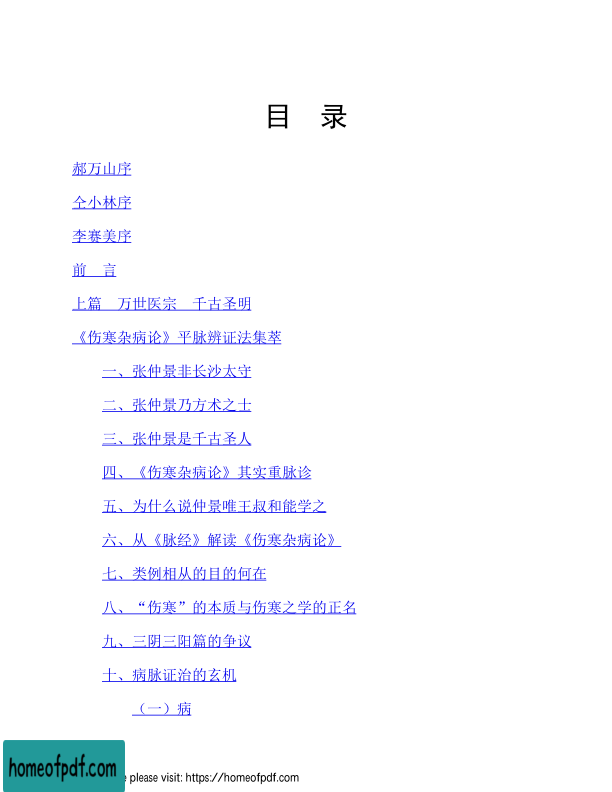 目　录
郝万山序
仝小林序
李赛美序
前　言
上篇　万世医宗　千古圣明
《伤寒杂病论》平脉辨证法集萃
一、张仲景非长沙太守
二、张仲景乃方术之士
三、张仲景是千古圣人
四、《伤寒杂病论》其实重脉诊
五、为什么说仲景唯王叔和能学之
六、从《脉经》解读《伤寒杂病论》
七、类例相从的目的何在
八、“伤寒”的本质与伤寒之学的正名
九、三阴三阳篇的争议
十、病脉证治的玄机
（一）病
homeofpdf.com
please visit: https://homeofpdf.com